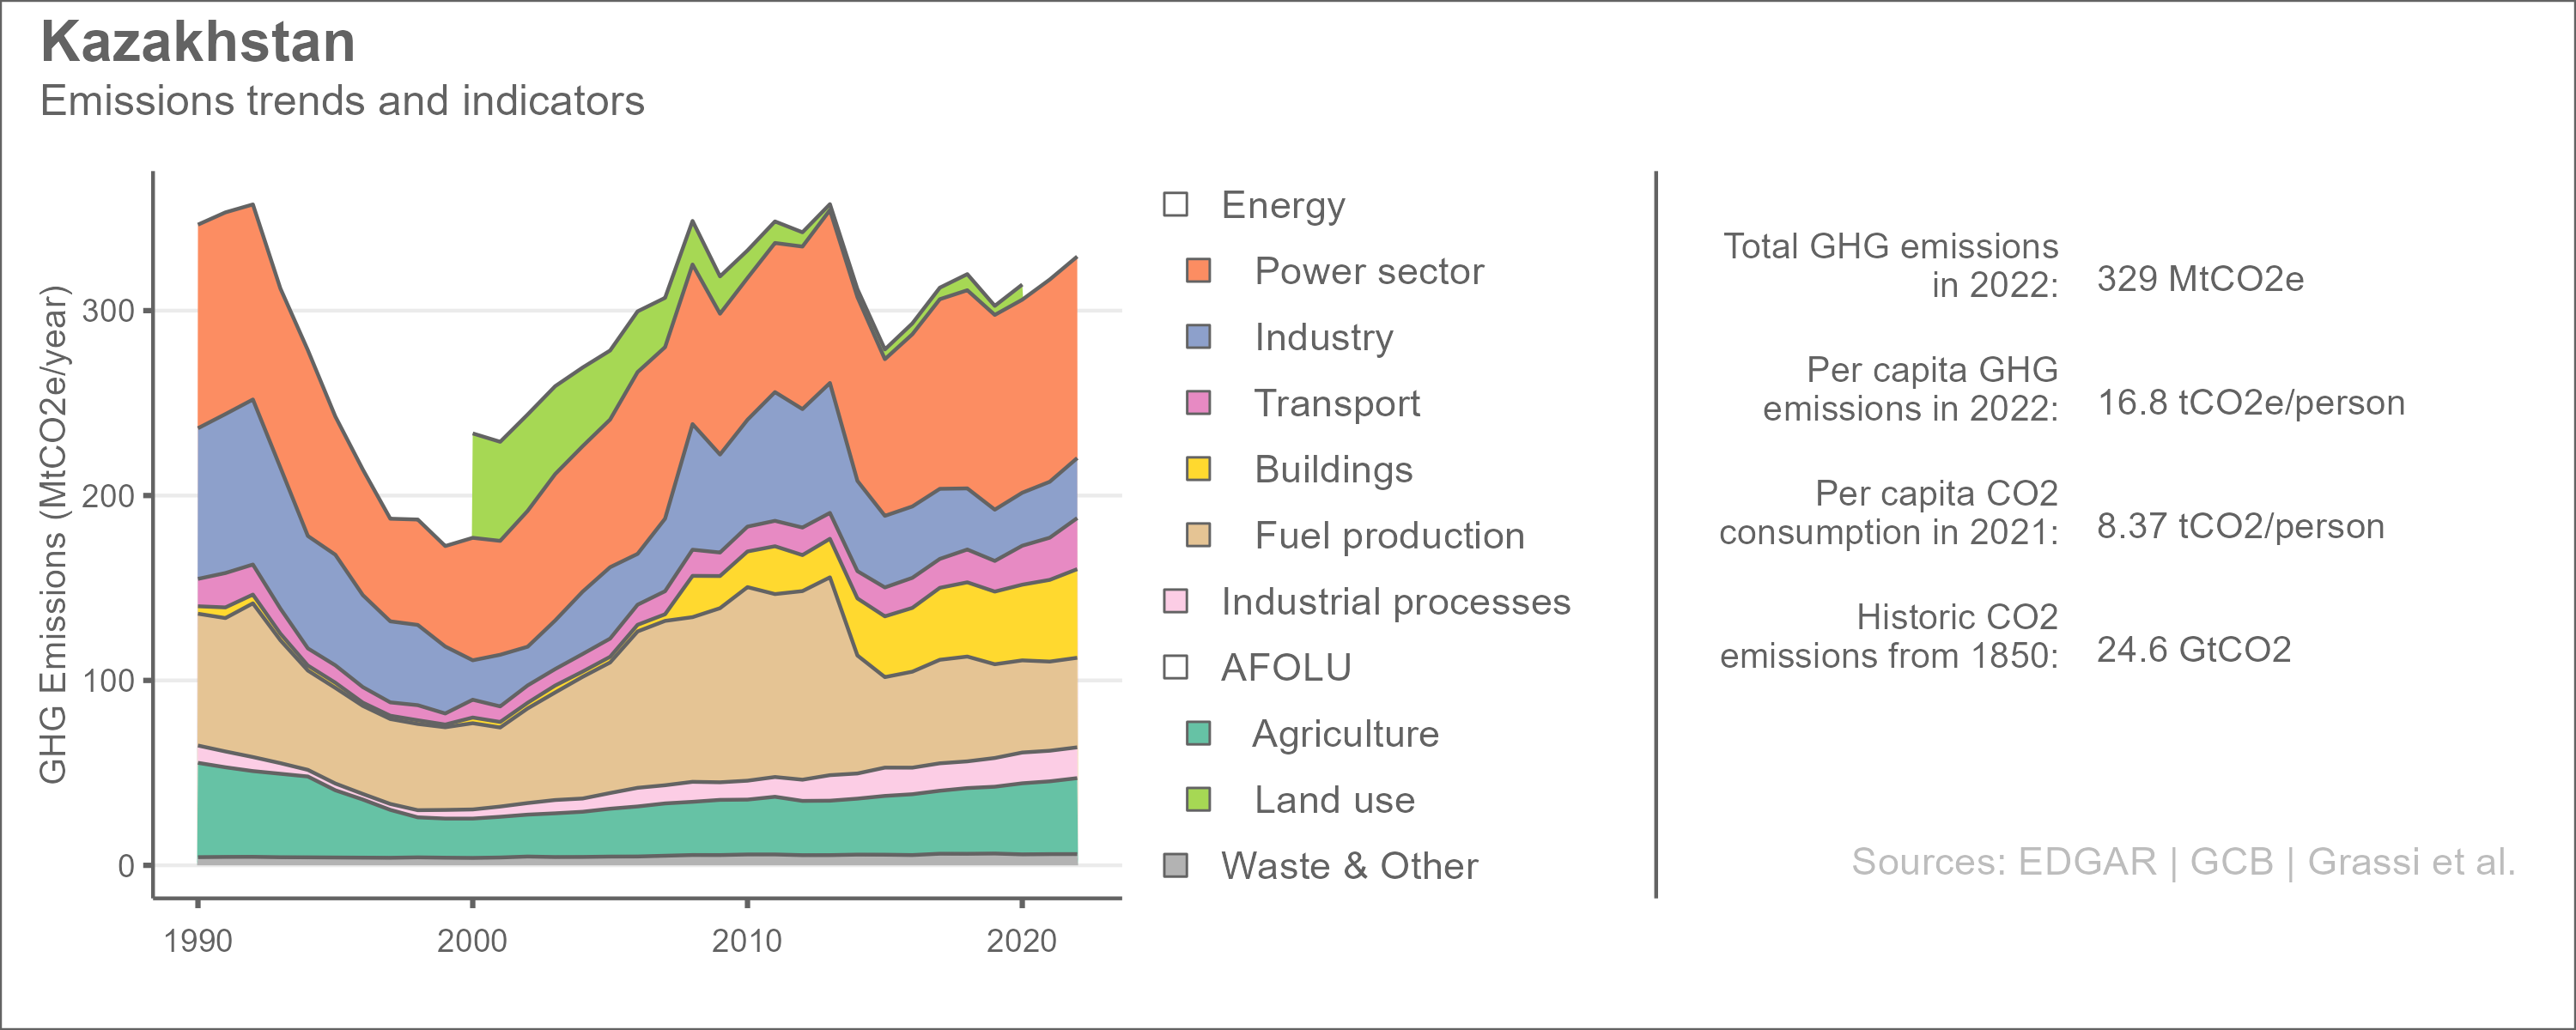 Kazakhstan
Emissions trends and indicators
GHG Emissions (MtCO2e/year)
300
200
100
0
1990
2000
2010
2020
Energy
Power sector
Industry
Transport
Buildings
Fuel production
Industrial processes
AFOLU
Agriculture
Land use
Waste & Other
Total GHG emissions
in 2022:
329 MtCO2e
Per capita GHG
emissions in 2022:
16.8 tCO2e/person
Per capita CO2
consumption in 2021:
8.37 tCO2/person
Historic CO2
emissions from 1850:
24.6 GtCO2
Sources: EDGAR | GCB | Grassi et al.